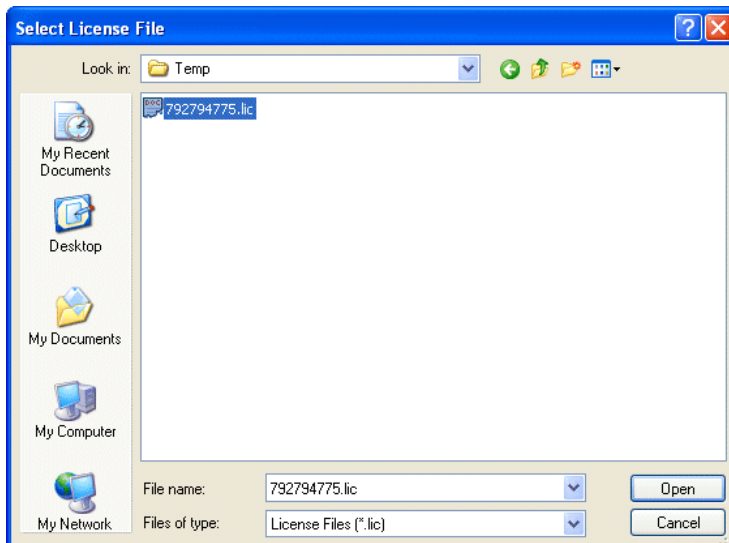 Select License File
Look in:
Temp
DOC
792794775.lic
My Recent
Documents
Desktop
My Documents
My Computer
My Network
File name:
792794775.lic
Open
Files of type:
License Files (*.lic)
Cancel